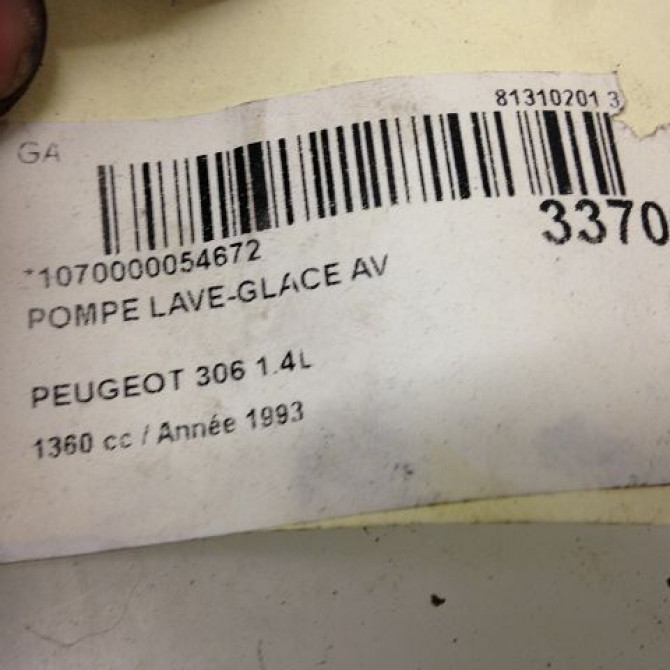 81310201 3
GA
3370
*1070000054672
POMPE LAVE-GLACE AV
PEUGEOT 306 1.4L
1360 cc / Année 1993